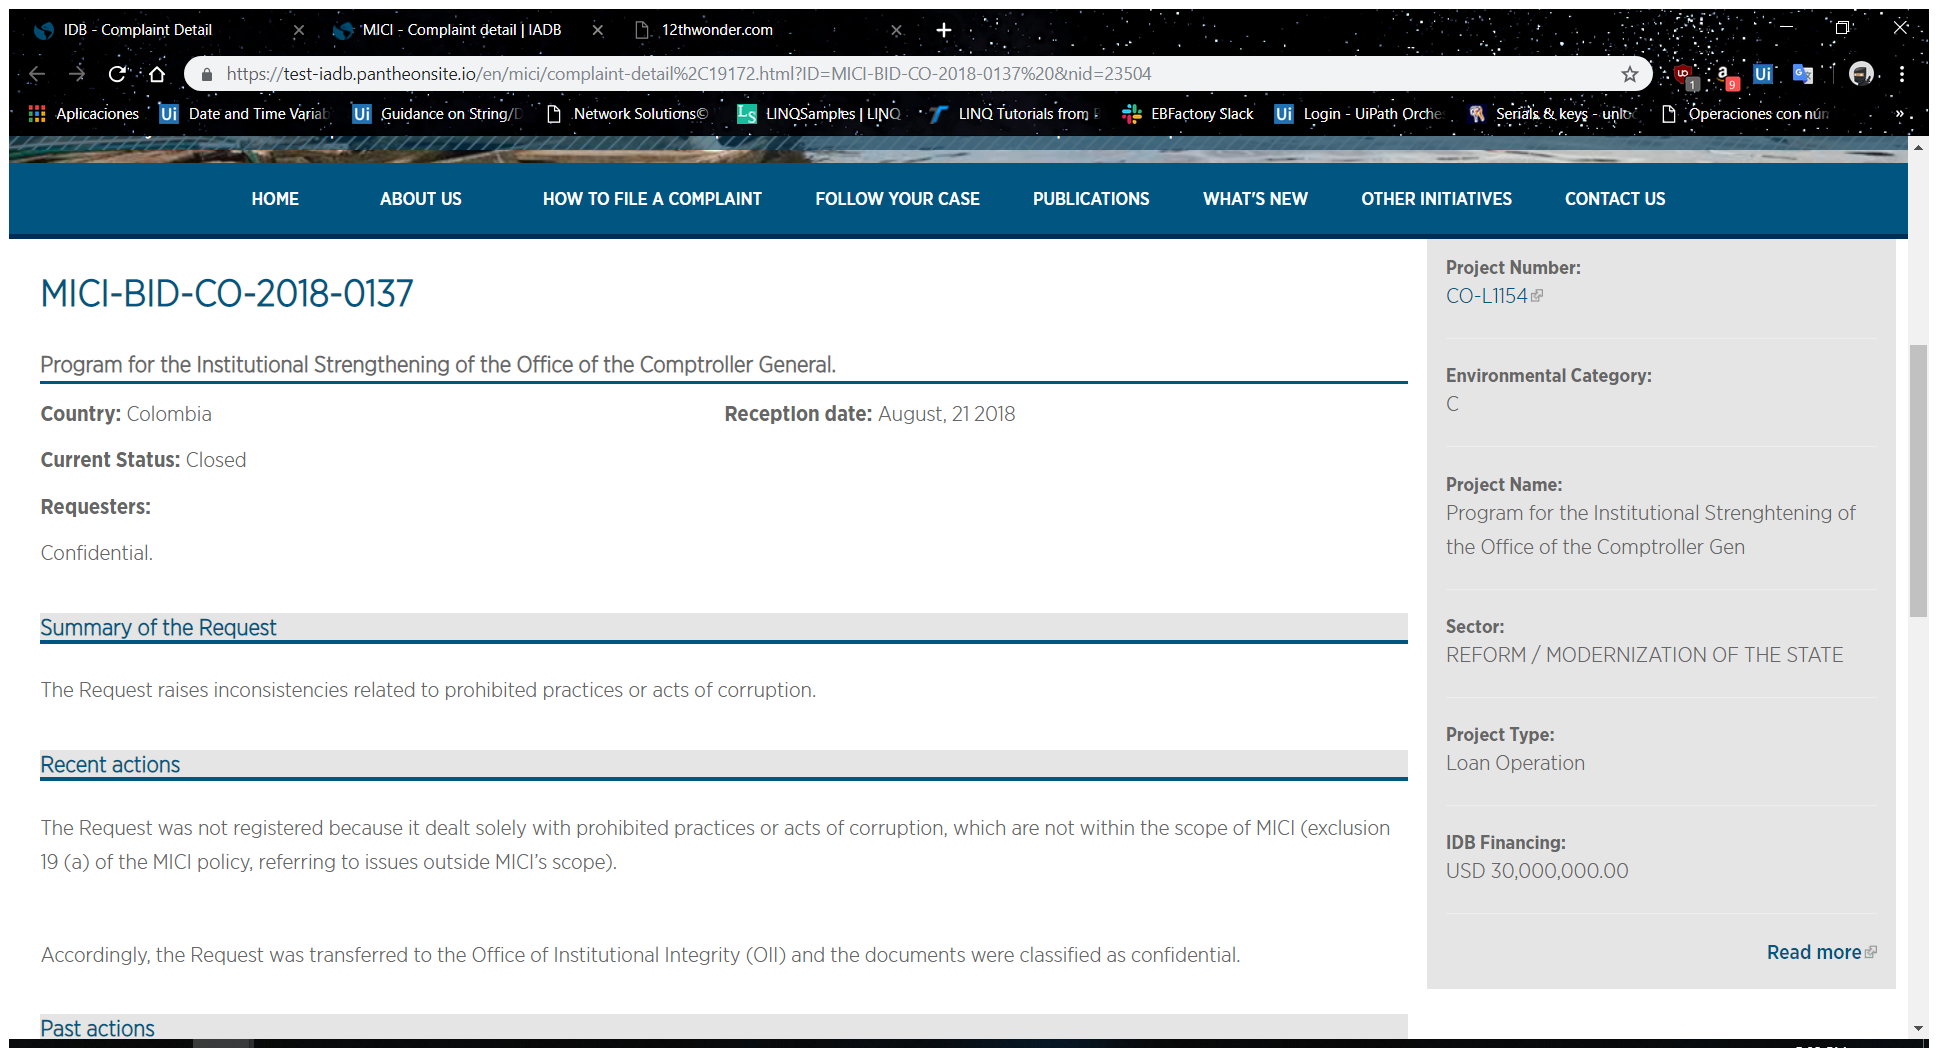 IDB - Complaint Detail
MICI - Complaint detail | IADB
12thwonder.com
https://test-iadb.pantheonsite.io/en/mici/complaint-detail%2C19172.html?ID=MICI-BID-CO-2018-0137%20&nid=23504
1
a
9
Ui
Aplicaciones
Ui Date and Time Variab
Ui Guidance on String/D
Network Solutions©
LS LINQSamples | LINQ
LINQ Tutorials from
EBFactory Slack
Ui Login - UiPath Orche
Serials & keys - unlo
Operaciones con núm
»
HOME
ABOUT US
HOW TO FILE A COMPLAINT
FOLLOW YOUR CASE
PUBLICATIONS
WHAT'S NEW
OTHER INITIATIVES
CONTACT US
MICI-BID-CO-2018-0137
Program for the Institutional Strengthening of the Office of the Comptroller General.
Country: Colombia
Reception date: August, 21 2018
Current Status: Closed
Requesters:
Confidential.
Summary of the Request
The Request raises inconsistencies related to prohibited practices or acts of corruption.
Recent actions
The Request was not registered because it dealt solely with prohibited practices or acts of corruption, which are not within the scope of MICI (exclusion
19 (a) of the MICI policy, referring to issues outside MICI's scope).
Accordingly, the Request was transferred to the Office of Institutional Integrity (OII) and the documents were classified as confidential.
Past actions
Project Number:
CO-L1154
Environmental Category:
C
Project Name:
Program for the Institutional Strenghtening of
the Office of the Comptroller Gen
Sector:
REFORM / MODERNIZATION OF THE STATE
Project Type:
Loan Operation
IDB Financing:
USD 30,000,000.00
Read more